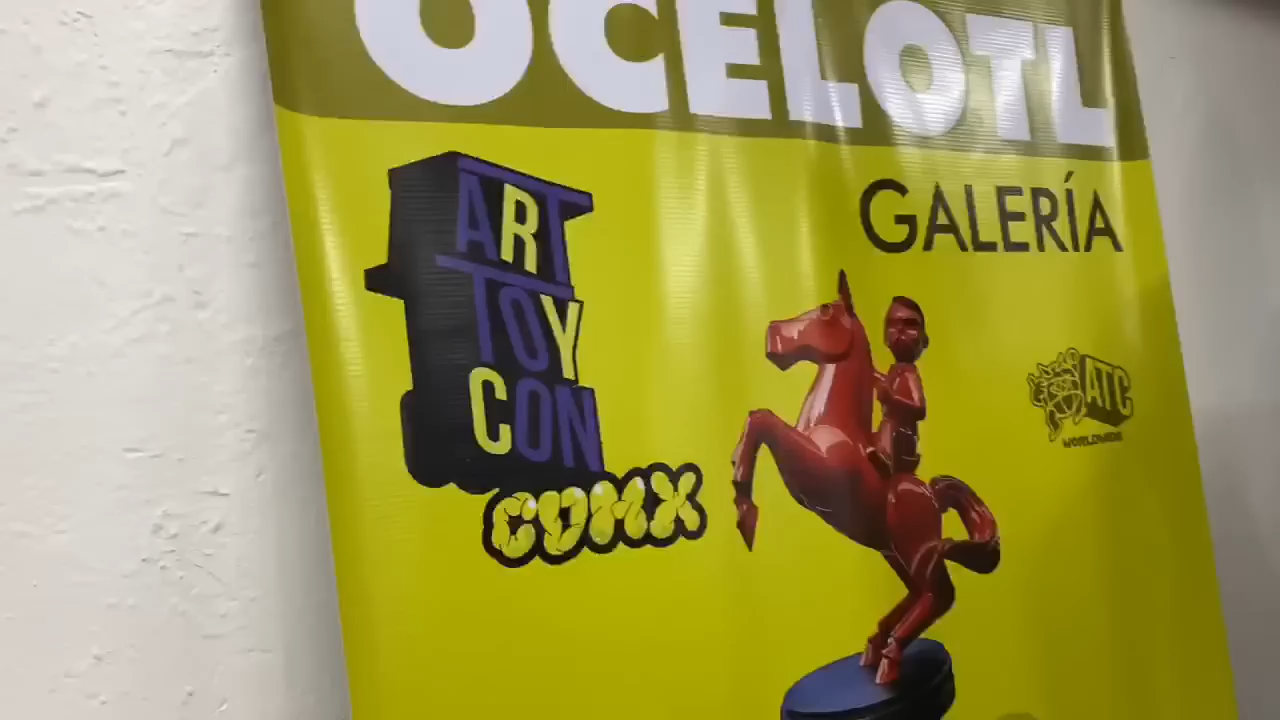 OCELOTL
GALERÍA
ART
TOY
CON
CDMX
ATC
WORLDWIDE